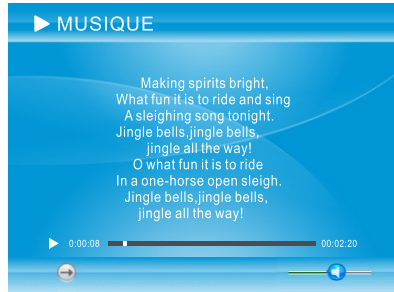 MUSIQUE
Making spirits bright,
What fun it is to ride and sing
A sleighing song tonight.
Jingle bells,jingle bells,
jingle all the way!
O what fun it is to ride
In a one-horse open sleigh.
Jingle bells,jingle bells,
jingle all the way!
0:00:08 00:02:20